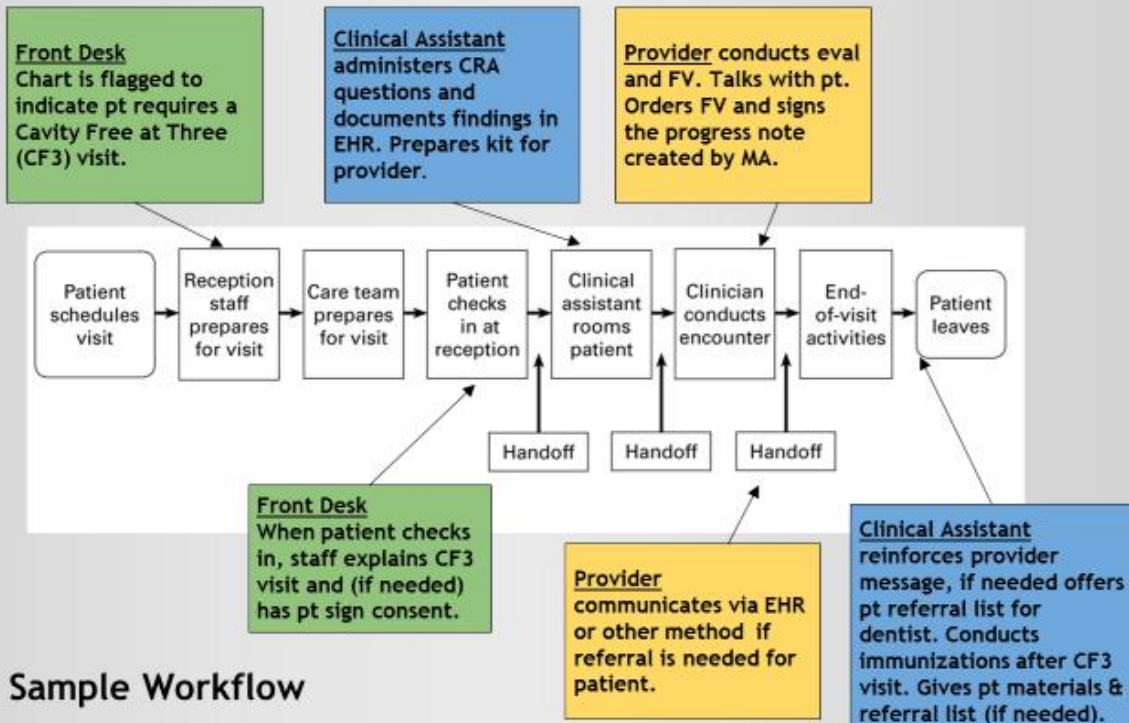 Front Desk
Chart is flagged to
indicate pt requires a
Cavity Free at Three
(CF3) visit.
Clinical Assistant
administers CRA
questions and
documents findings in
EHR. Prepares kit for
provider.
Provider conducts eval
and FV. Talks with pt.
Orders FV and signs
the progress note
created by MA.
Patient
schedules
visit
Reception
staff
prepares
for visit
Care team
prepares
for visit
Patient
checks
in at
reception
Clinical
assistant
rooms
patient
Clinician
conducts
encounter
End-
of-visit
activities
Patient
leaves
Handoff
Handoff
Handoff
Front Desk
When patient checks
in, staff explains CF3
visit and (if needed)
has pt sign consent.
Provider
communicates via EHR
or other method if
referral is needed for
patient.
Clinical Assistant
reinforces provider
message, if needed offers
pt referral list for
dentist. Conducts
immunizations after CF3
visit. Gives pt materials &
referral list (if needed).
Sample Workflow